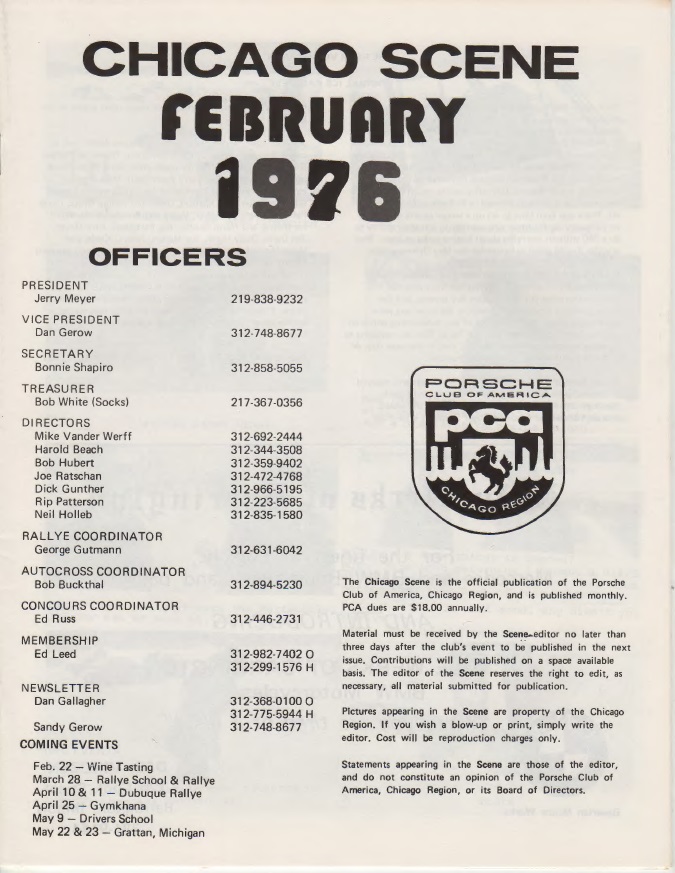 CHICAGO SCENE
FEBRUARY
1976
OFFICERS
PRESIDENT
Jerry Meyer 219-838-9232
VICE PRESIDENT
Dan Gerow 312-748-8677
SECRETARY
Bonnie Shapiro 312-858-5055
TREASURER
Bob White (Socks) 217-367-0356
DIRECTORS
Mike Vander Werff 312-692-2444
Harold Beach 312-344-3508
Bob Hubert 312-359-9402
Joe Ratschan 312-472-4768
Dick Gunther 312-966-5195
Rip Patterson 312-223-5685
Neil Holleb 312-835-1580
RALLYE COORDINATOR
George Gutmann 312-631-6042
AUTOCROSS COORDINATOR
Bob Buckthal 312-894-5230
CONCOURS COORDINATOR
Ed Russ 312-446-2731
MEMBERSHIP
Ed Leed 312-982-7402 O
312-299-1576 H
NEWSLETTER
Dan Gallagher 312-368-0100 O
312-775-5944 H
Sandy Gerow 312-748-8677
COMING EVENTS
Feb. 22 — Wine Tasting
March 28 — Rallye School & Rallye
April 10 & 11 — Dubuque Rallye
April 25 — Gymkhana
May 9 — Drivers School
May 22 & 23 — Grattan, Michigan
PORSCHE
CLUB OF AMERICA
pca
CHICAGO REGION
The Chicago Scene is the official publication of the Porsche
Club of America, Chicago Region, and is published monthly.
PCA dues are $18.00 annually.
Material must be received by the Scene editor no later than
three days after the club's event to be published in the next
issue. Contributions will be published on a space available
basis. The editor of the Scene reserves the right to edit, as
necessary, all material submitted for publication.
Pictures appearing in the Scene are property of the Chicago
Region. If you wish a blow-up or print, simply write the
editor. Cost will be reproduction charges only.
Statements appearing in the Scene are those of the editor,
and do not constitute an opinion of the Porsche Club of
America, Chicago Region, or its Board of Directors.